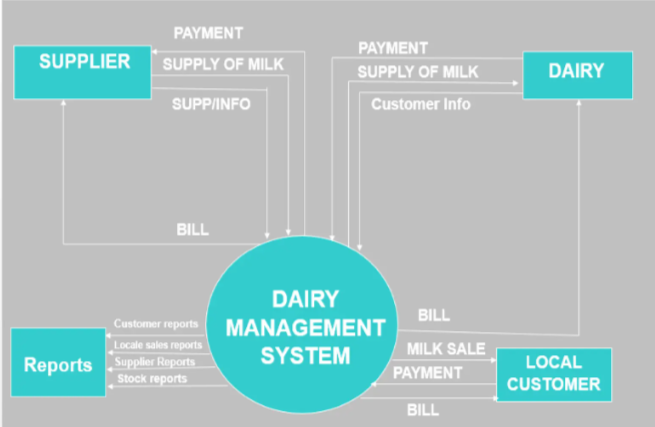 PAYMENT
SUPPLIER
SUPPLY OF MILK
SUPP/INFO
PAYMENT
SUPPLY OF MILK
Customer Info
DAIRY
BILL
DAIRY
MANAGEMENT
SYSTEM
BILL
Customer reports
Locale sales reports
Supplier Reports
Stock reports
Reports
MILK SALE
PAYMENT
BILL
LOCAL
CUSTOMER